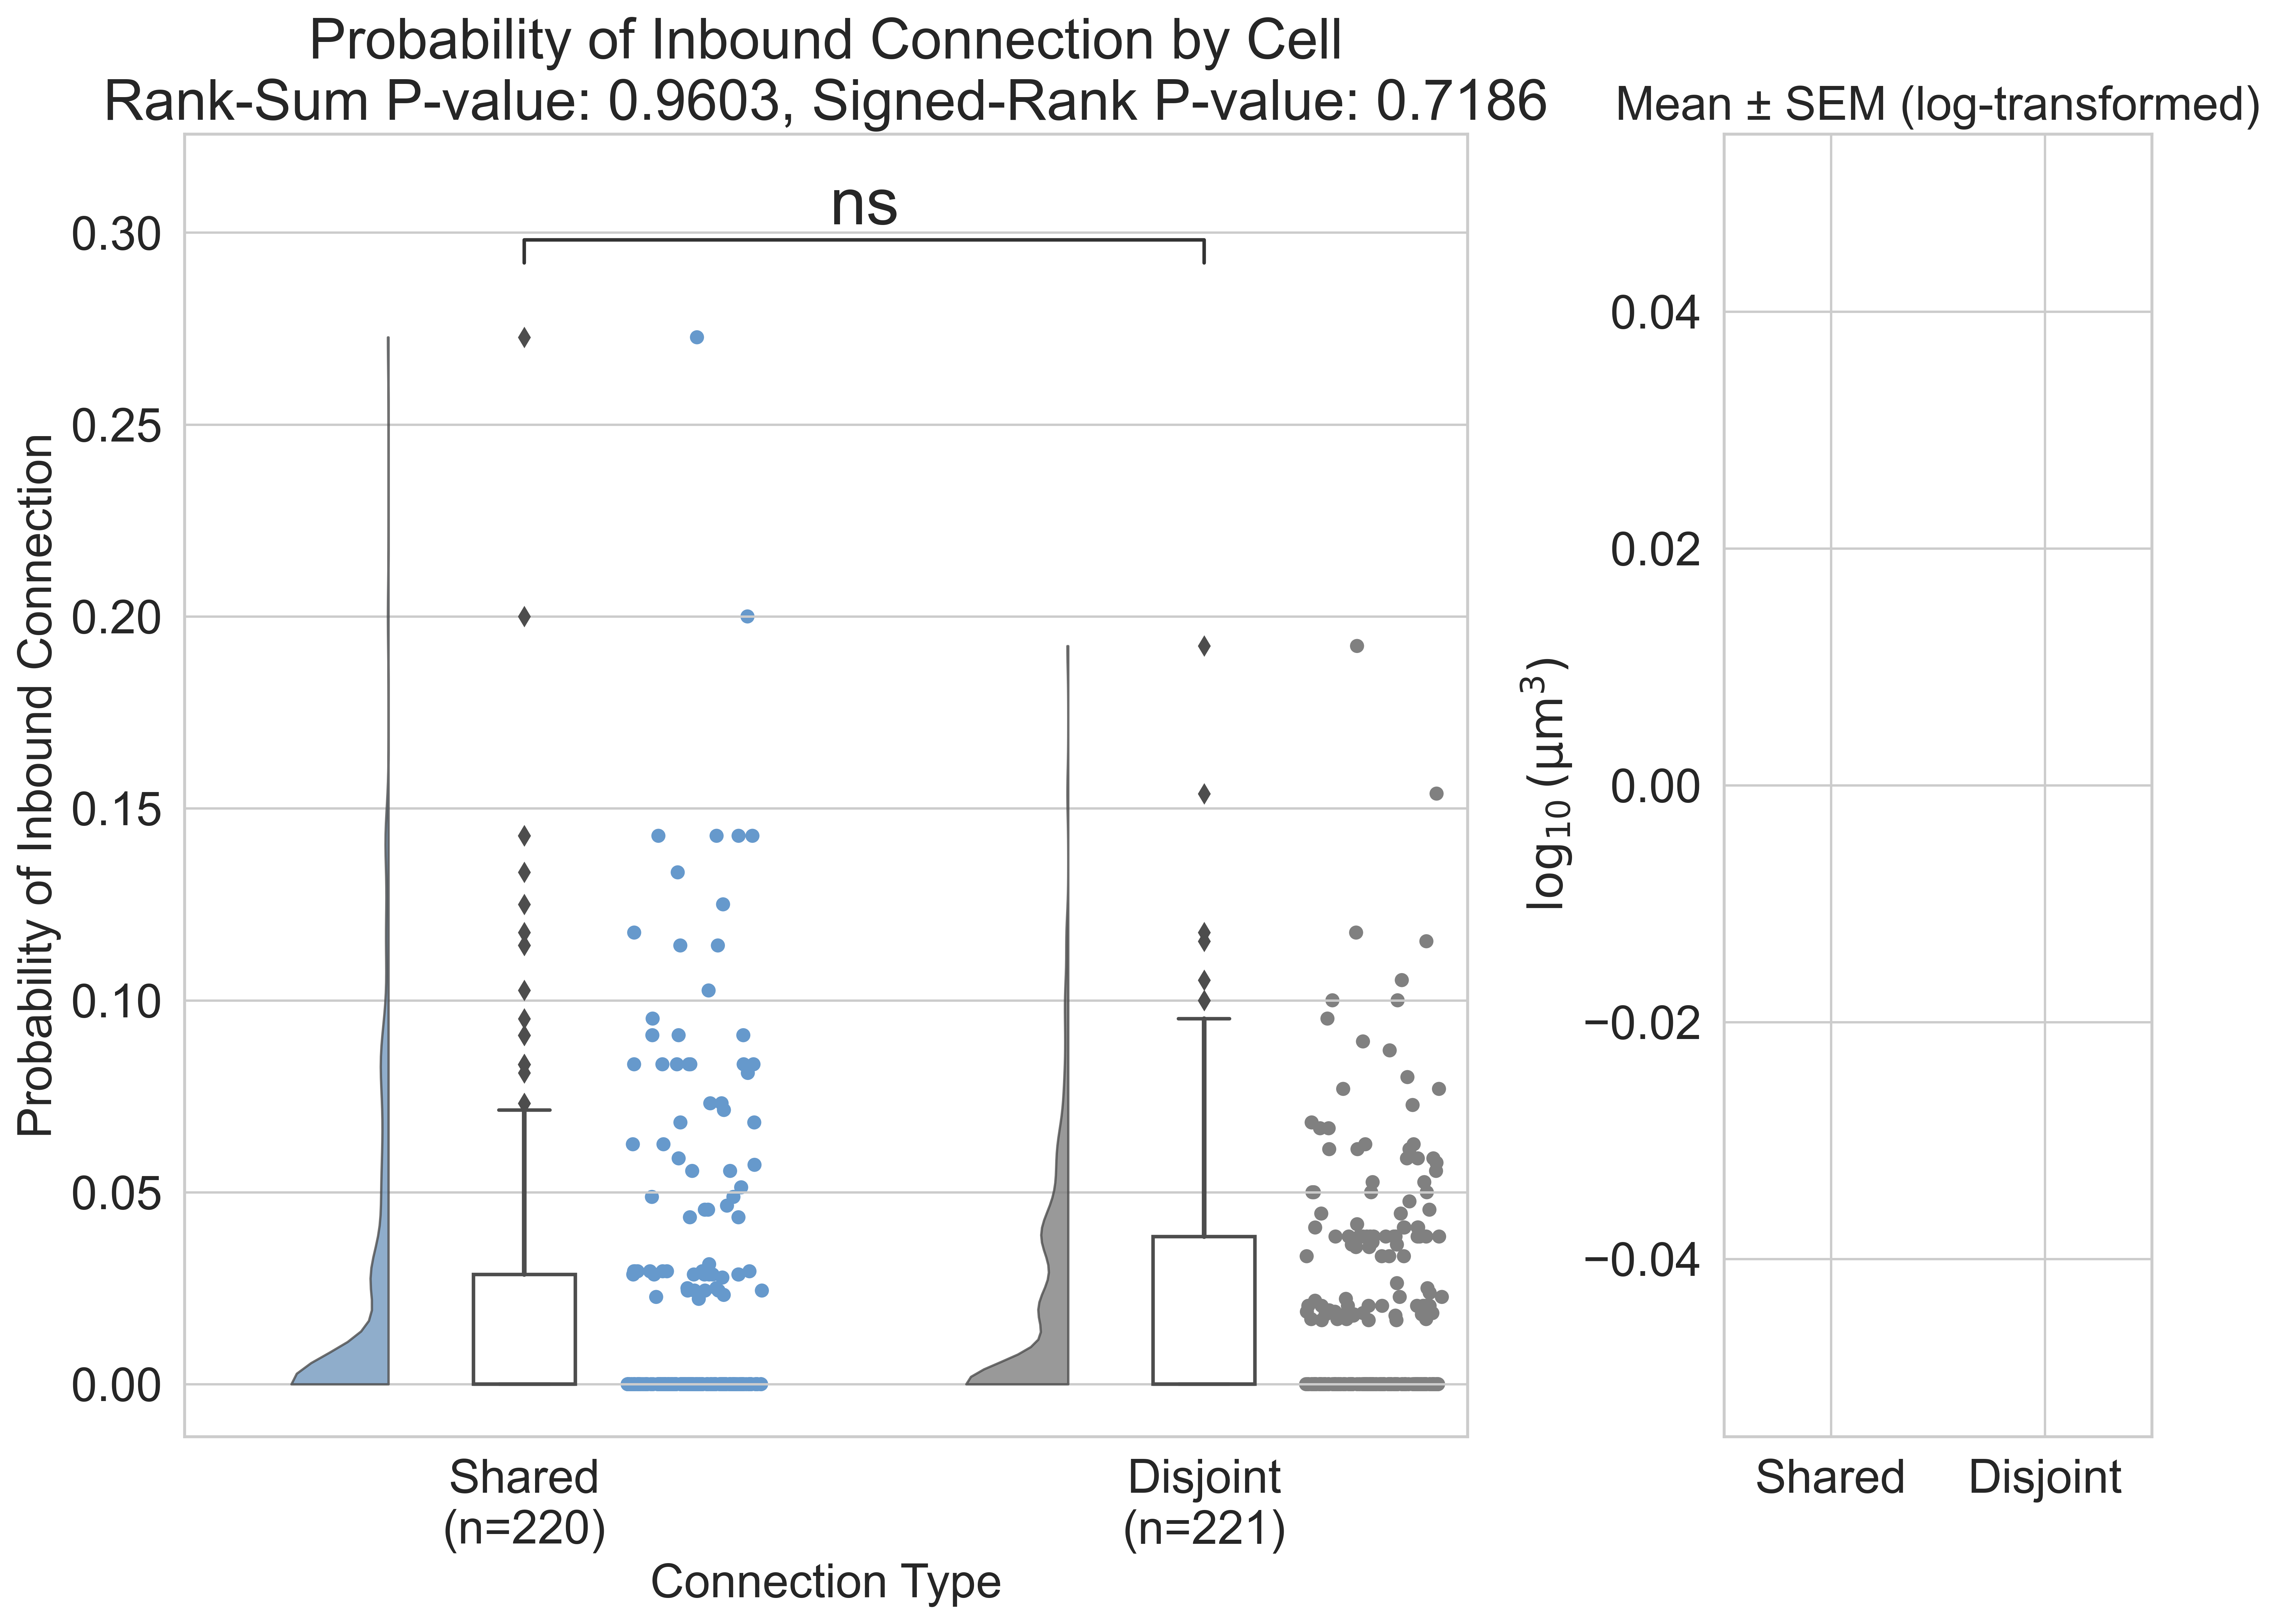 Probability of Inbound Connection by Cell
Rank-Sum P-value: 0.9603, Signed-Rank P-value: 0.7186
Mean ± SEM (log-transformed)
ns
0.30
0.25
0.20
0.15
0.10
0.05
0.00
Probability of Inbound Connection
Shared
(n=220)
Disjoint
(n=221)
Connection Type
0.04
0.02
0.00
−0.02
−0.04
log₁₀ (µm³)
Shared
Disjoint